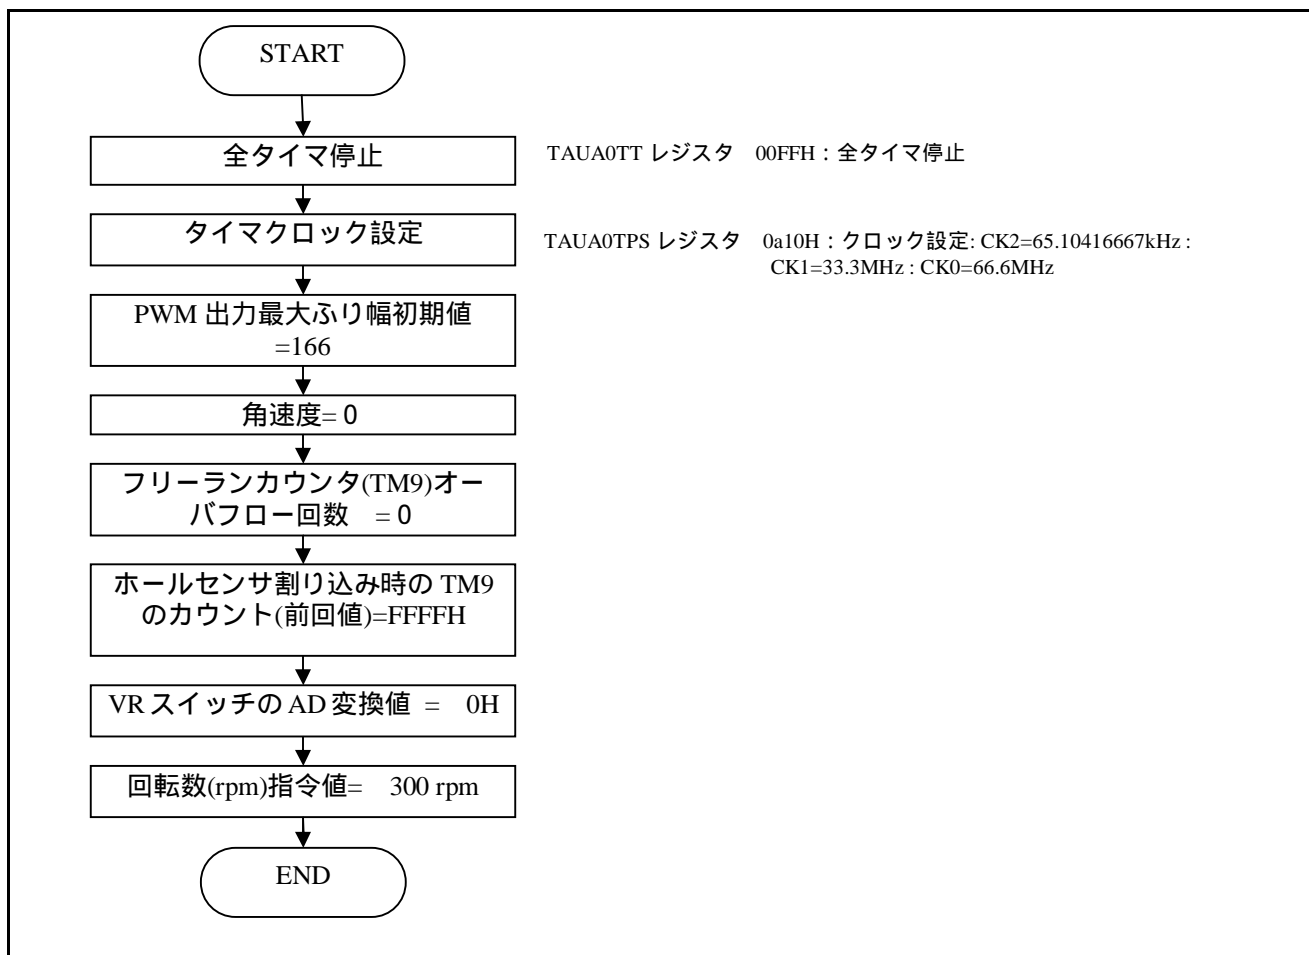 START
全タイマ停止
TAUA0TT レジスタ　00FFH：全タイマ停止
タイマクロック設定
TAUA0TPS レジスタ　0a10H：クロック設定: CK2=65.10416667kHz :
CK1=33.3MHz : CK0=66.6MHz
PWM 出力最大ふり幅初期値
=166
角速度= 0
フリーランカウンタ(TM9)オー
バフロー回数　= 0
ホールセンサ割り込み時の TM9
のカウント(前回値)=FFFFH
VR スイッチの AD 変換値 =　0H
回転数(rpm)指令値=　300 rpm
END